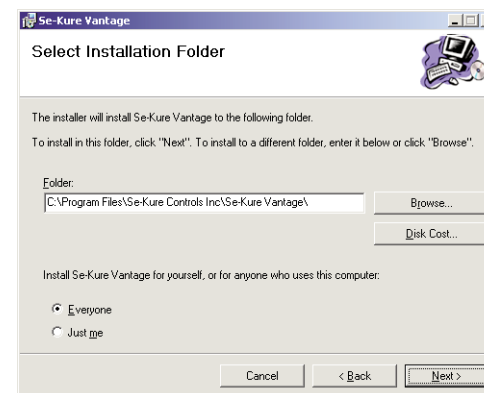 Se-Kure Vantage
Select Installation Folder
The installer will install Se-Kure Vantage to the following folder.
To install in this folder, click "Next". To install to a different folder, enter it below or click "Browse".
Folder:
C:\Program Files\Se-Kure Controls Inc\Se-Kure Vantage\
Browse...
Disk Cost...
Install Se-Kure Vantage for yourself, or for anyone who uses this computer:
Everyone
Just me
Cancel
< Back
Next >